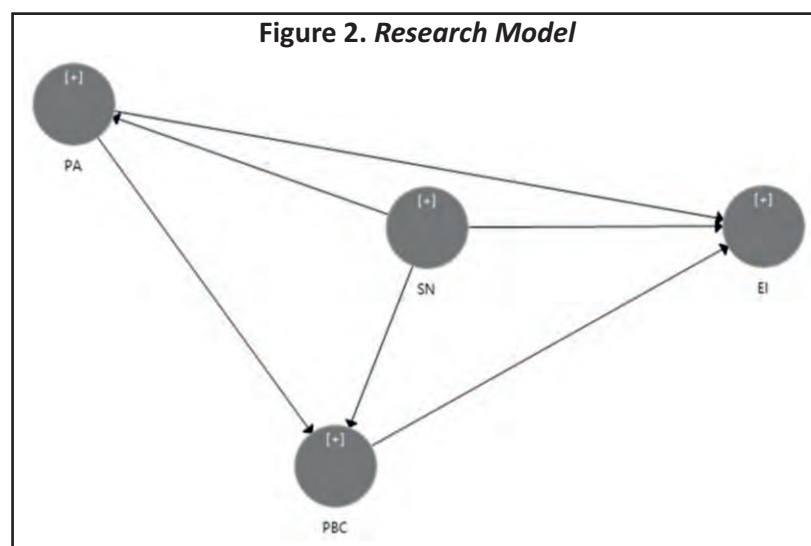 Figure 2. Research Model
[+]
PA
[+]
SN
[+]
EI
[+]
PBC